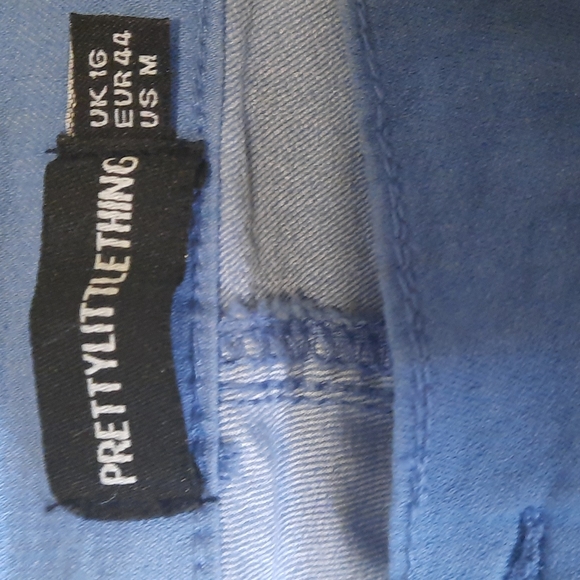 UK 16
EUR 44
US M
PRETTYLITTLETHING